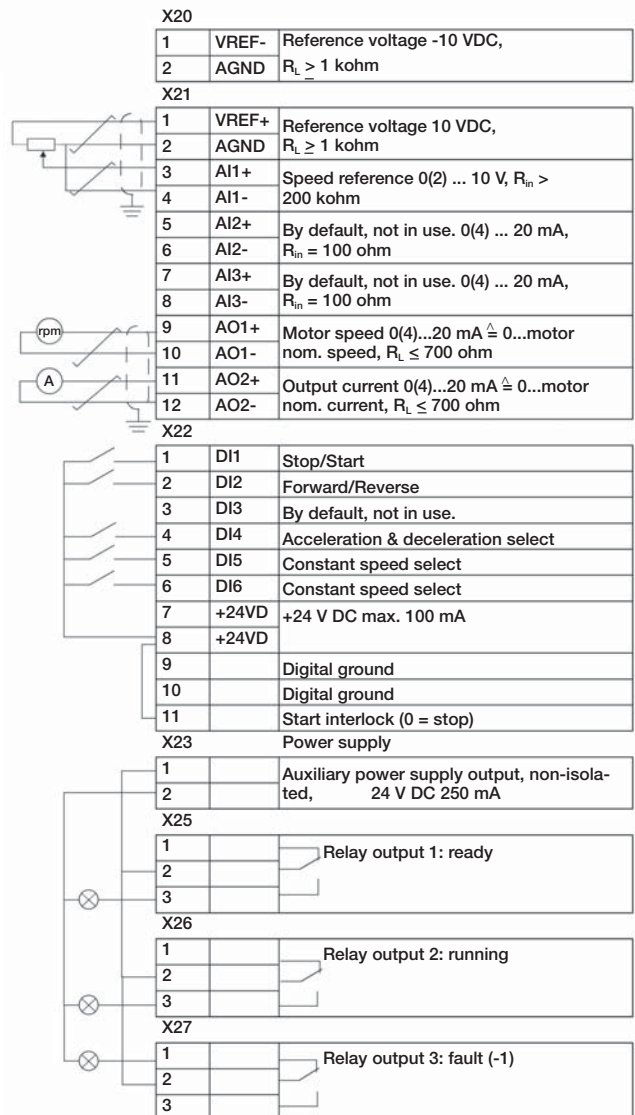 X20
1 VREF- Reference voltage -10 VDC,
2 AGND R_L ≥ 1 kohm
X21
1 VREF+ Reference voltage 10 VDC,
2 AGND R_L ≥ 1 kohm
3 AI1+ Speed reference 0(2) ... 10 V, R_in >
4 AI1- 200 kohm
5 AI2+ By default, not in use. 0(4) ... 20 mA,
6 AI2- R_in = 100 ohm
7 AI3+ By default, not in use. 0(4) ... 20 mA,
8 AI3- R_in = 100 ohm
rpm 9 AO1+ Motor speed 0(4)...20 mA ≙ 0...motor
10 AO1- nom. speed, R_L ≤ 700 ohm
A 11 AO2+ Output current 0(4)...20 mA ≙ 0...motor
12 AO2- nom. current, R_L ≤ 700 ohm
X22
1 DI1 Stop/Start
2 DI2 Forward/Reverse
3 DI3 By default, not in use.
4 DI4 Acceleration & deceleration select
5 DI5 Constant speed select
6 DI6 Constant speed select
7 +24VD +24 V DC max. 100 mA
8 +24VD
9 Digital ground
10 Digital ground
11 Start interlock (0 = stop)
X23 Power supply
1 Auxiliary power supply output, non-isola-
2 ted, 24 V DC 250 mA
X25
1 Relay output 1: ready
2
3
X26
1 Relay output 2: running
2
3
X27
1 Relay output 3: fault (-1)
2
3